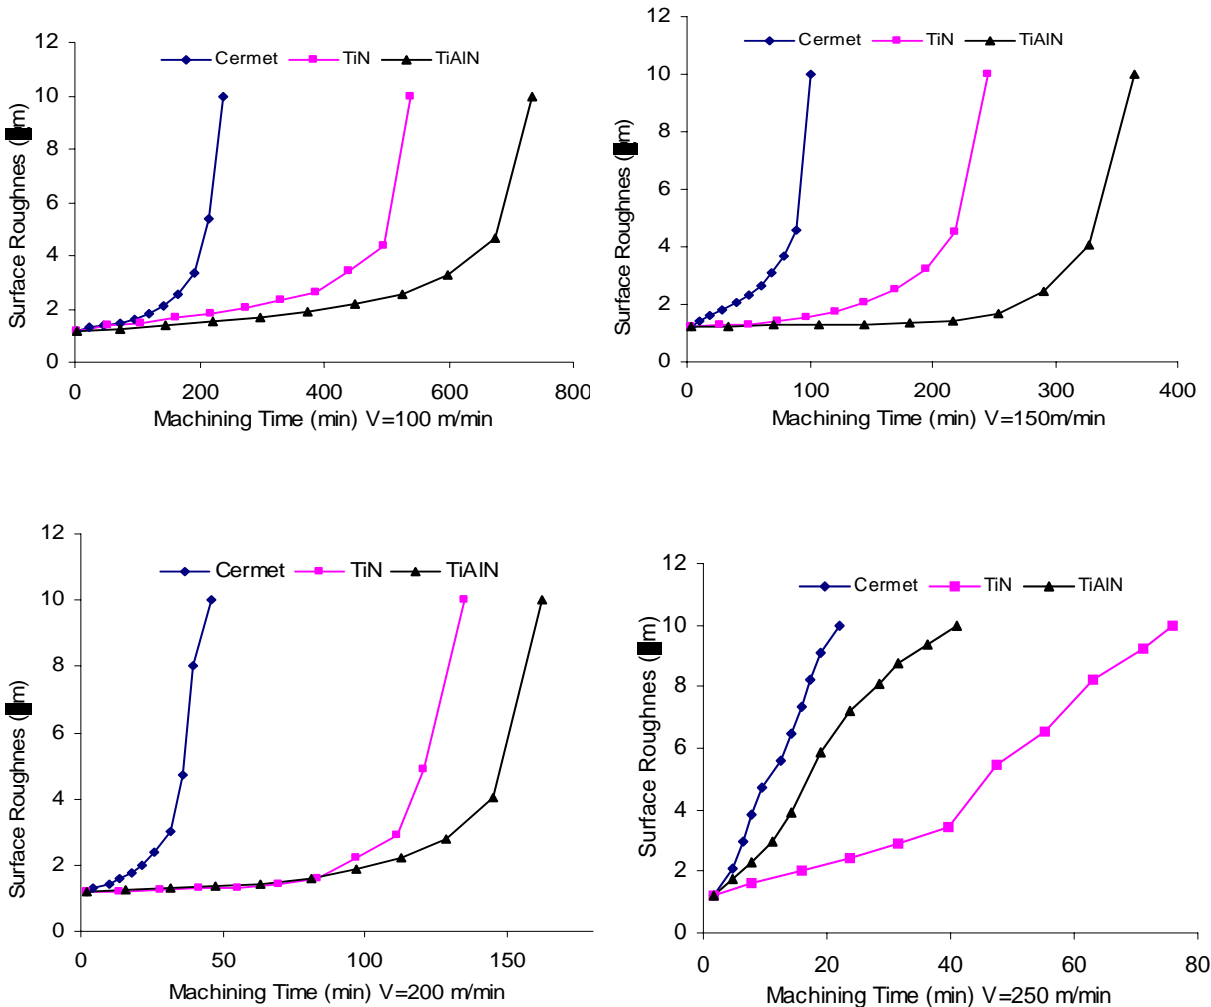 12
10
8
6
4
2
0
Surface Roughnes (m)
Cermet TiN TiAlN
0 200 400 600 800
Machining Time (min) V=100 m/min
12
10
8
6
4
2
0
Surface Roughnes (m)
Cermet TiN TiAlN
0 100 200 300 400
Machining Time (min) V=150m/min
12
10
8
6
4
2
0
Surface Roughnes (m)
Cermet TiN TiAlN
0 50 100 150
Machining Time (min) V=200 m/min
12
10
8
6
4
2
0
Surface Roughnes (m)
Cermet TiN TiAlN
0 20 40 60 80
Machining Time (min) V=250 m/min